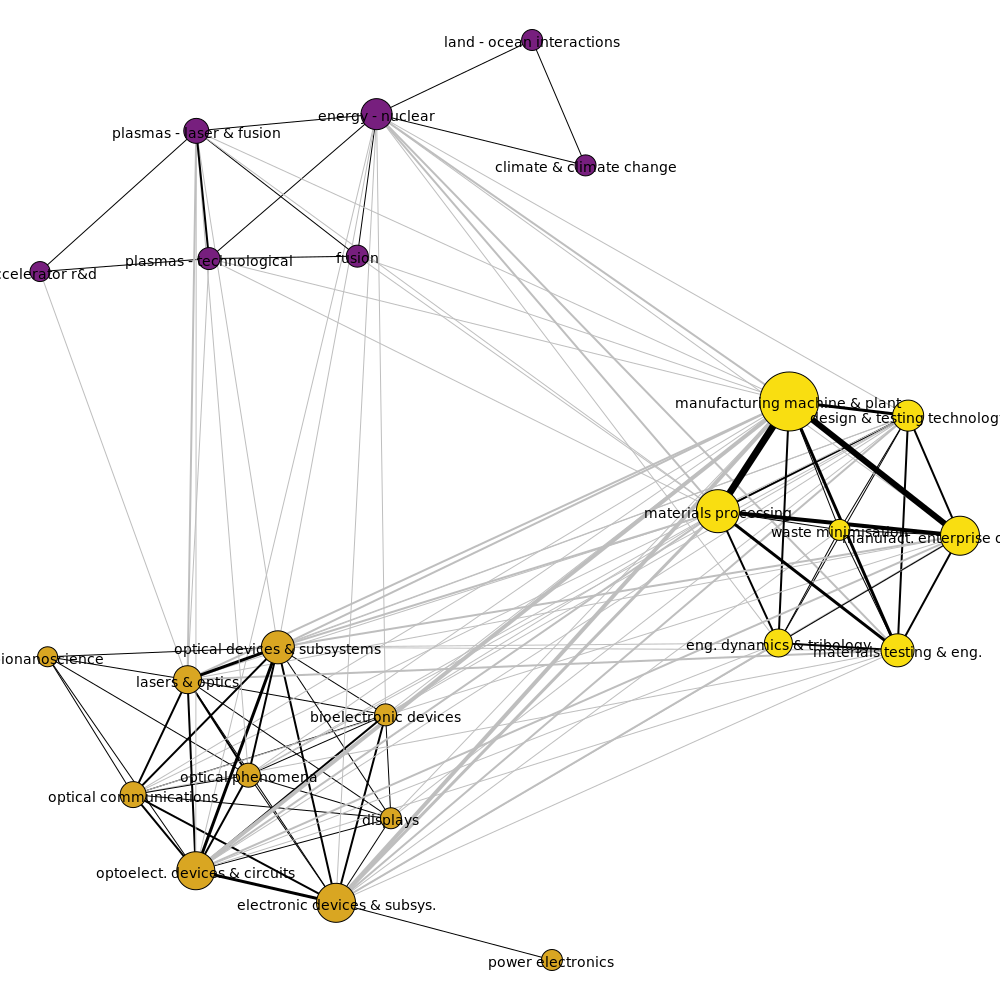 land - ocean interactions
energy - nuclear
plasmas - laser & fusion
climate & climate change
plasmas - technological
fusion
ccelerator r&d
manufacturing machine & plant
design & testing technology
materials processing
waste minimisation
manufact. enterprise o
eng. dynamics & tribology
materials testing & eng.
optical devices & subsystems
ionanoscience
lasers & optics
bioelectronic devices
optical phenomena
optical communications
displays
optoelect. devices & circuits
electronic devices & subsys.
power electronics